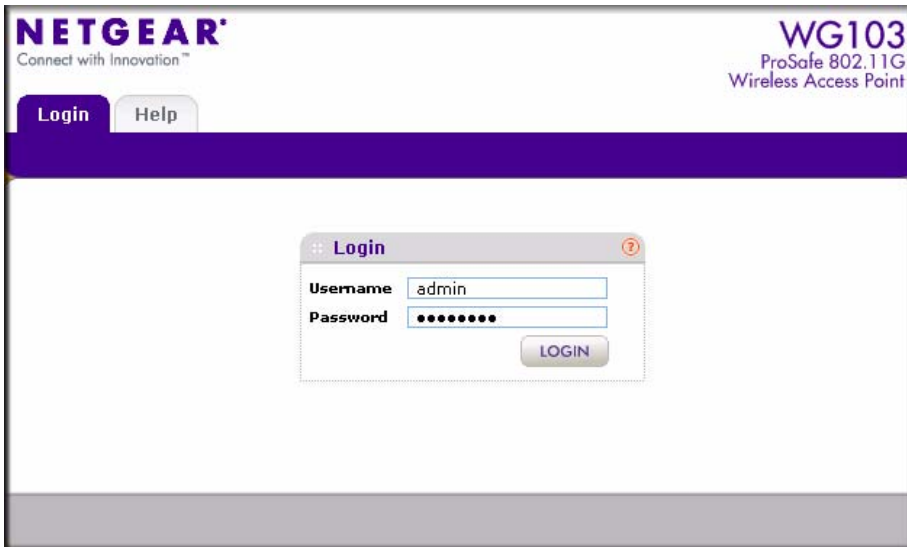 NETGEAR®
Connect with Innovation™
WG103
ProSafe 802.11G
Wireless Access Point
Login
Help
Login
?
Username admin
Password ••••••••
LOGIN